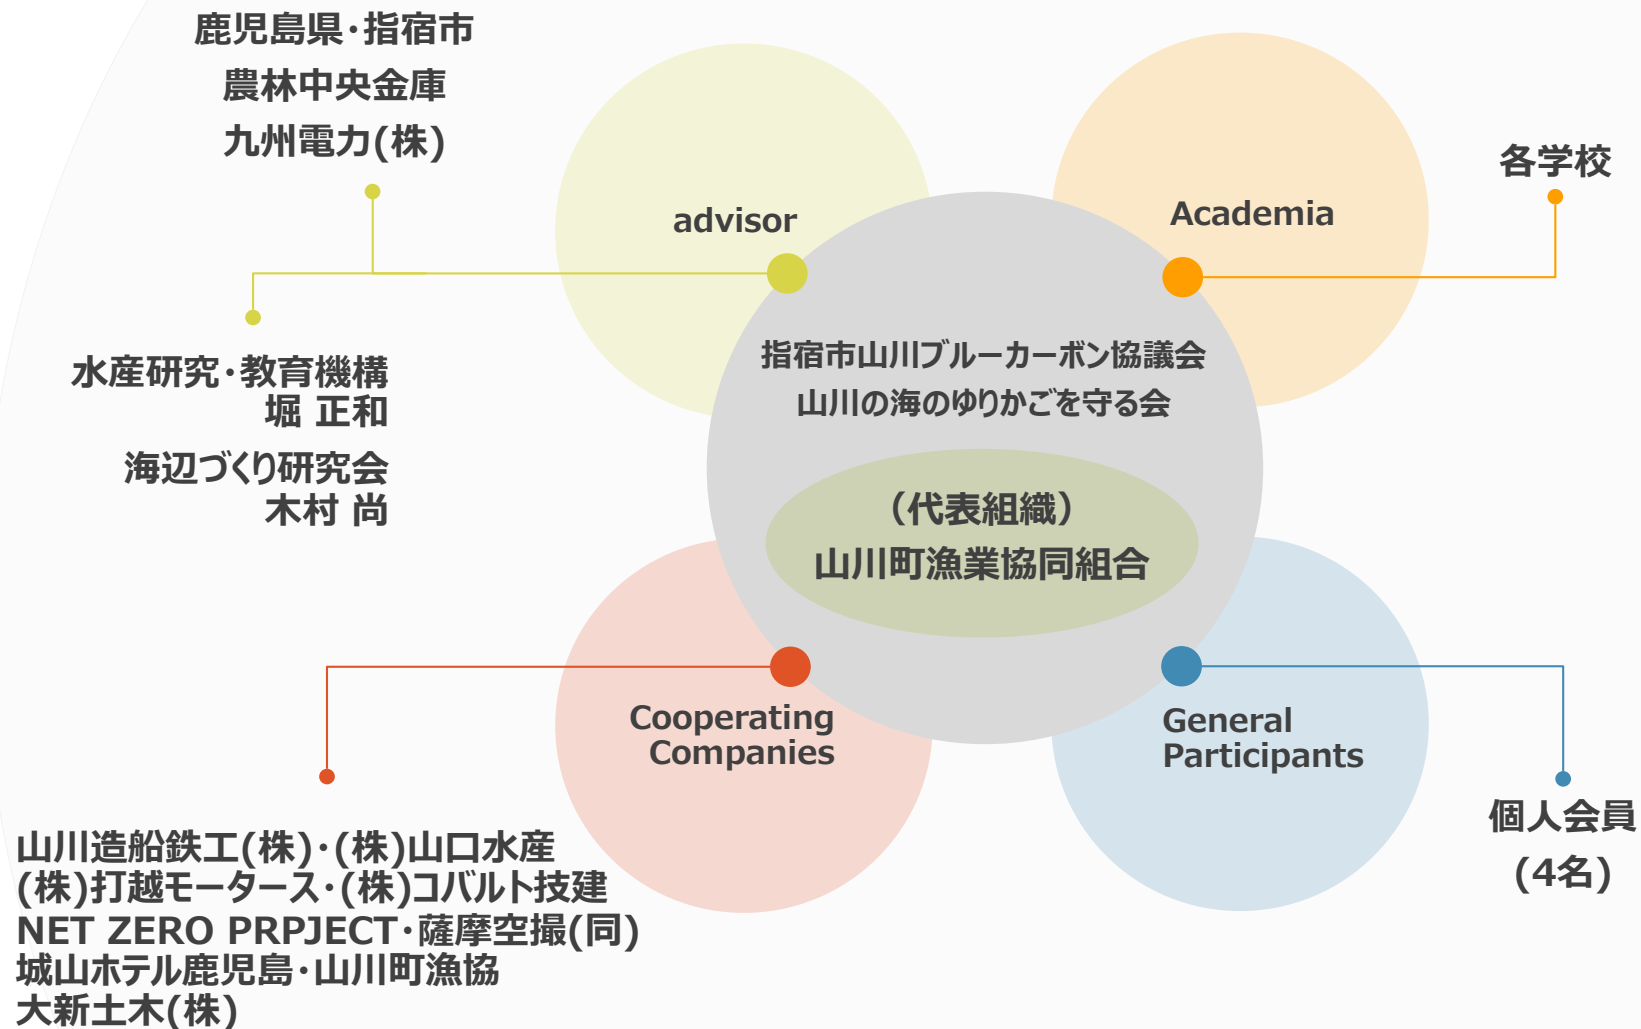 鹿児島県・指宿市
農林中央金庫
九州電力(株)
advisor
水産研究・教育機構
堀 正和
海辺づくり研究会
木村 尚
Academia
各学校
指宿市山川ブルーカーボン協議会
山川の海のゆりかごを守る会
（代表組織）
山川町漁業協同組合
Cooperating
Companies
山川造船鉄工(株)・(株)山口水産
(株)打越モータース・(株)コバルト技建
NET ZERO PRPJECT・薩摩空撮(同)
城山ホテル鹿児島・山川町漁協
大新土木(株)
General
Participants
個人会員
(4名)